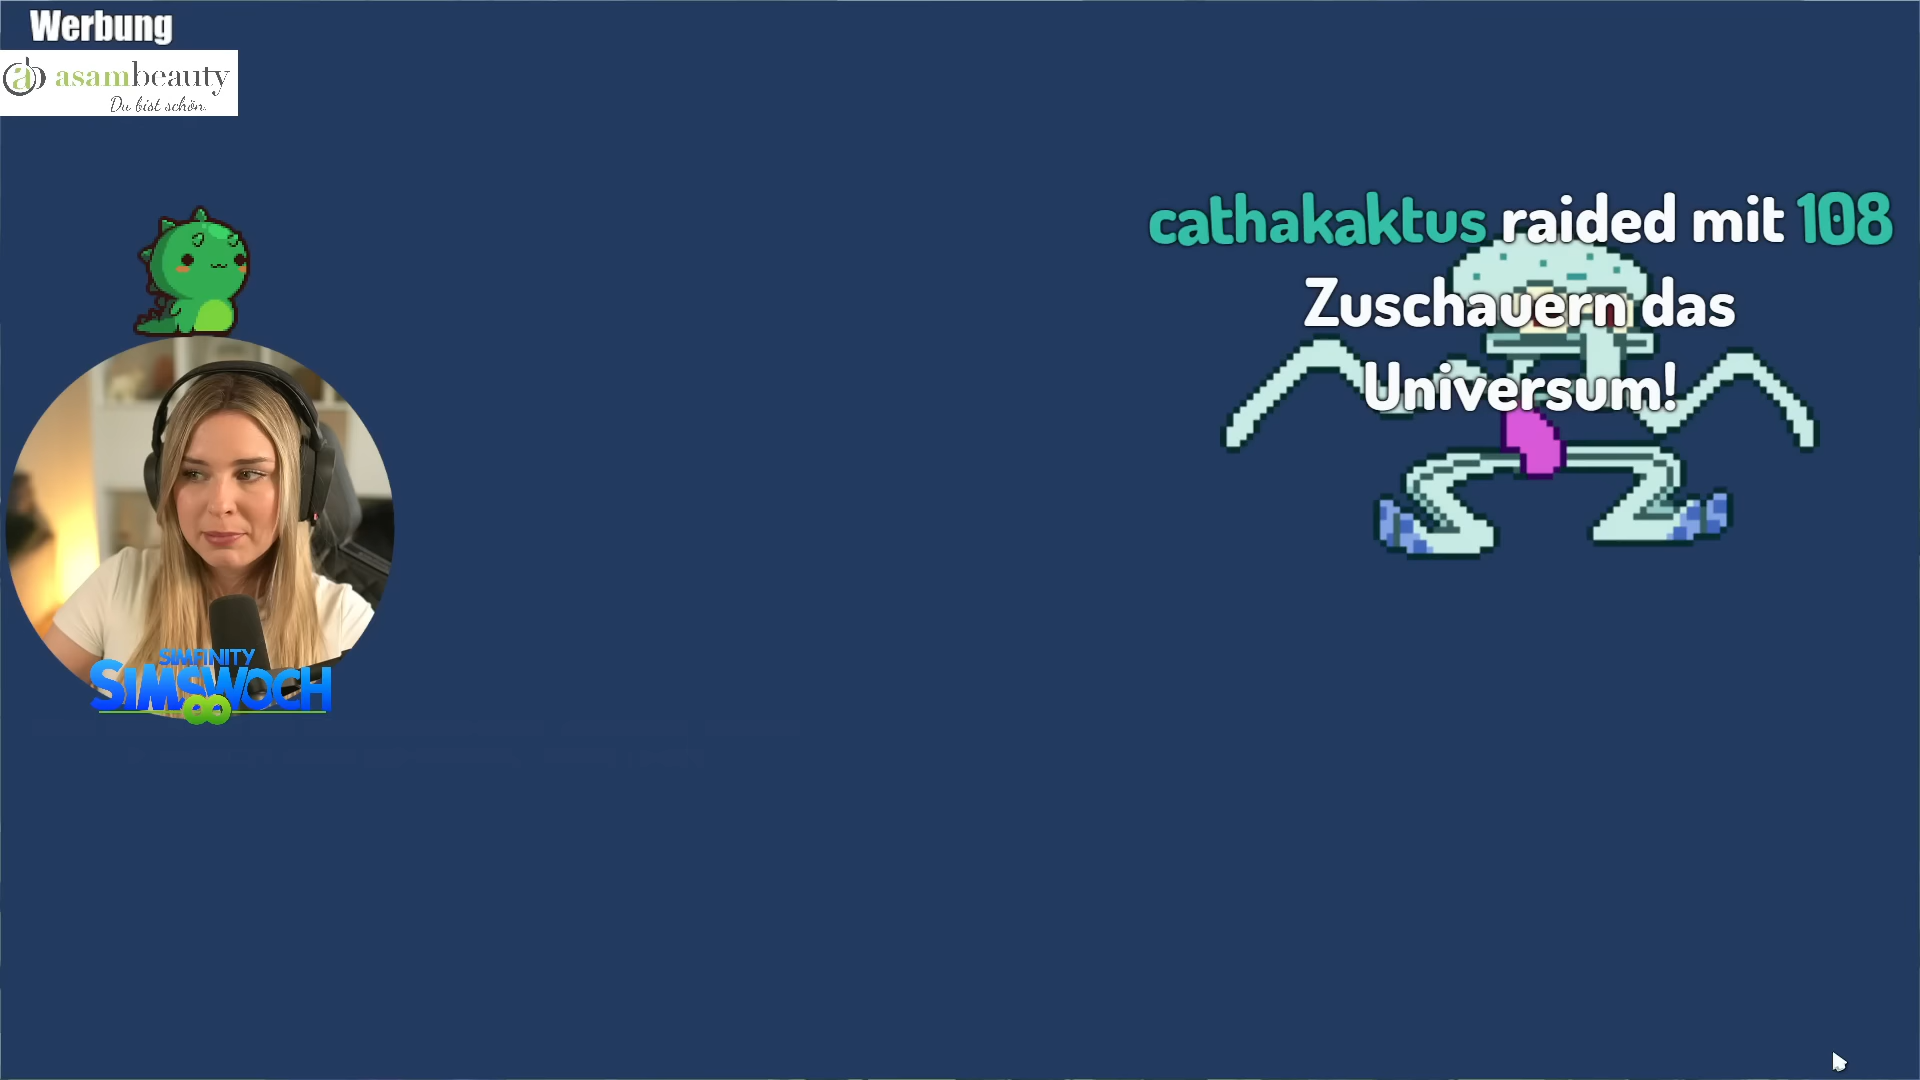 Werbung
asambeauty
Du bist schön.
cathakaktus raided mit 108
Zuschauern das
Universum!
SIMFINITY
SIMSWOCH